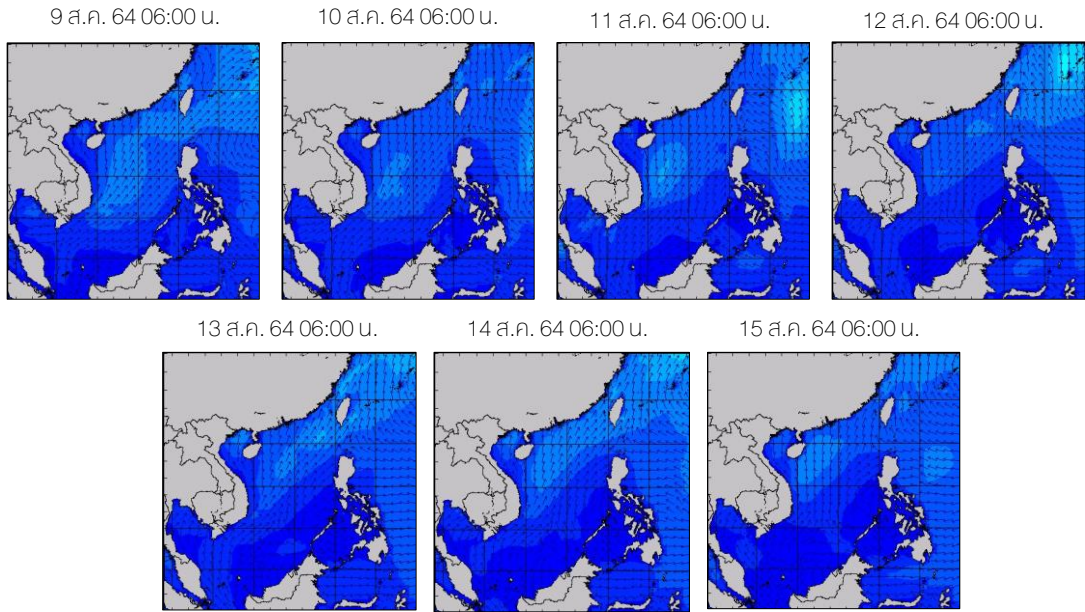 9 ส.ค. 64 06:00 น.
10 ส.ค. 64 06:00 น.
11 ส.ค. 64 06:00 น.
12 ส.ค. 64 06:00 น.
13 ส.ค. 64 06:00 น.
14 ส.ค. 64 06:00 น.
15 ส.ค. 64 06:00 น.